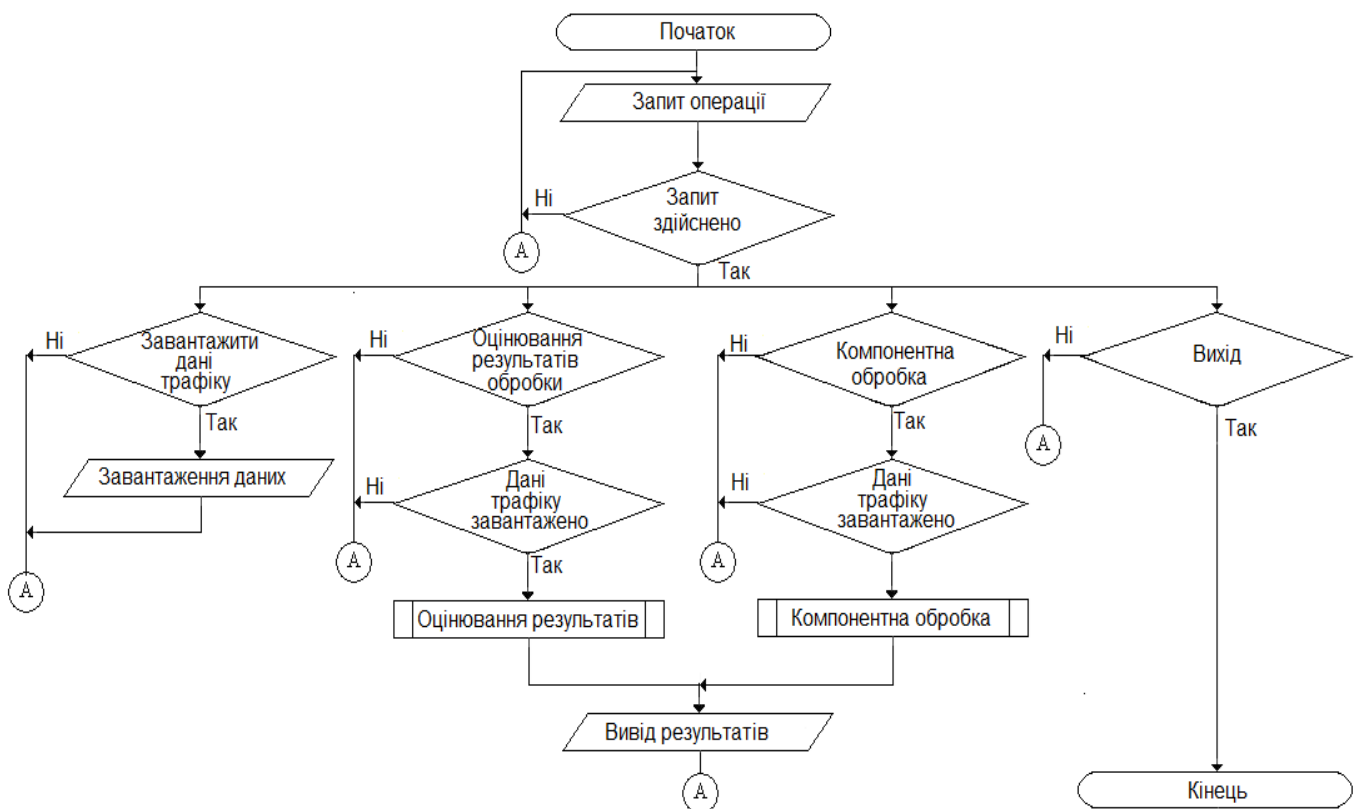 Початок
Запит операції
Ні
Запит
здійснено
А
Так
Ні
Завантажити
дані
трафіку
Ні
Оцінювання
результатів
обробки
Ні
Компонентна
обробка
Ні
Вихід
Так
Так
Так
Так
А
Завантаження даних
Ні
Дані
трафіку
завантажено
Ні
Дані
трафіку
завантажено
А
А
Так
А
Так
Оцінювання результатів
Компонентна обробка
Вивід результатів
А
Кінець